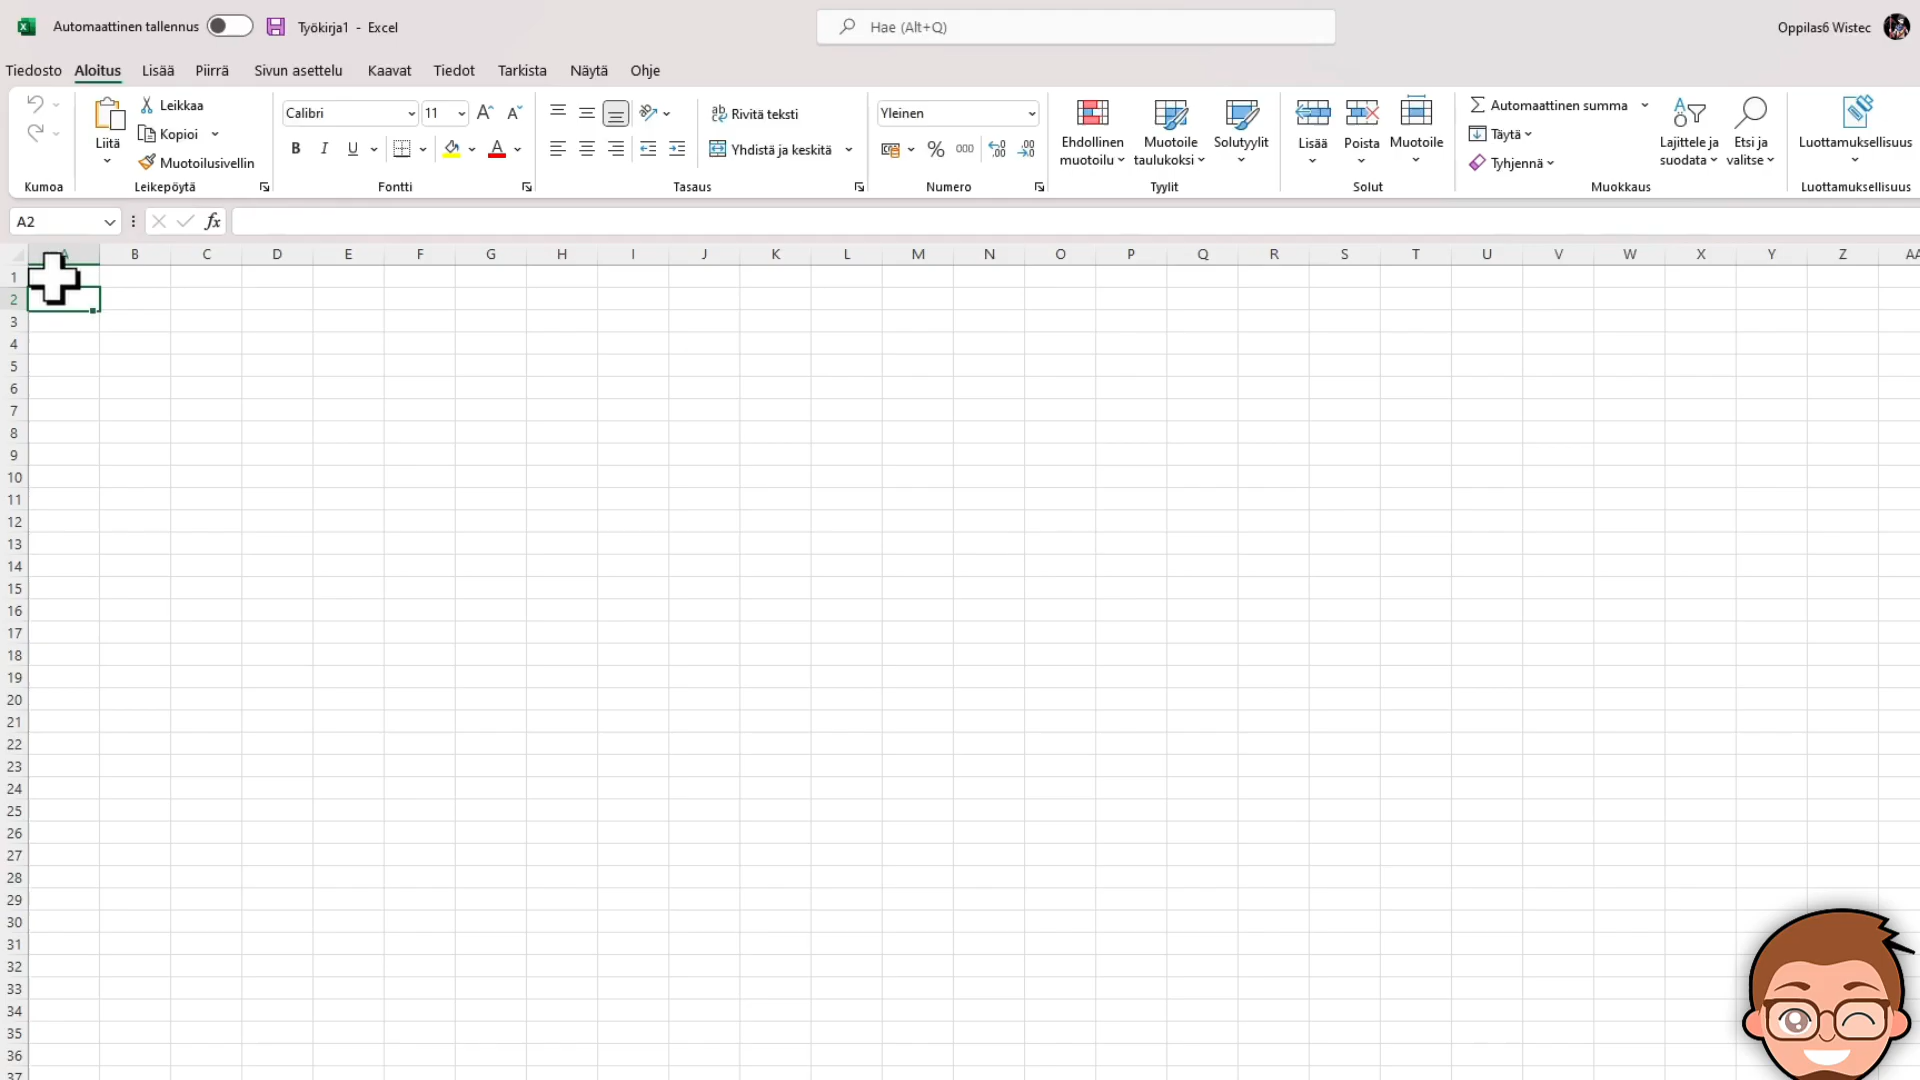 Automaattinen tallennus Työkirja1 - Excel Hae (Alt+Q) Oppilas6 Wistec
Tiedosto Aloitus Lisää Piirrä Sivun asettelu Kaavat Tiedot Tarkista Näytä Ohje
Liitä
Leikkaa
Kopioi
Muotoilusivellin
Calibri 11
B I U A
ab Rivitä teksti
Yhdistä ja keskitä
Yleinen
% 000
Ehdollinen muotoilu
Muotoile taulukoksi
Solutyylit
Lisää
Poista
Muotoile
Automaattinen summa
Täytä
Tyhjennä
Lajittele ja suodata
Etsi ja valitse
Luottamuksellisuus
Kumoa Leikepöytä Fontti Tasaus Numero Tyylit Solut Muokkaus Luottamuksellisuus
A2 fx
B C D E F G H I J K L M N O P Q R S T U V W X Y Z AA
1
2
3
4
5
6
7
8
9
10
11
12
13
14
15
16
17
18
19
20
21
22
23
24
25
26
27
28
29
30
31
32
33
34
35
36
37